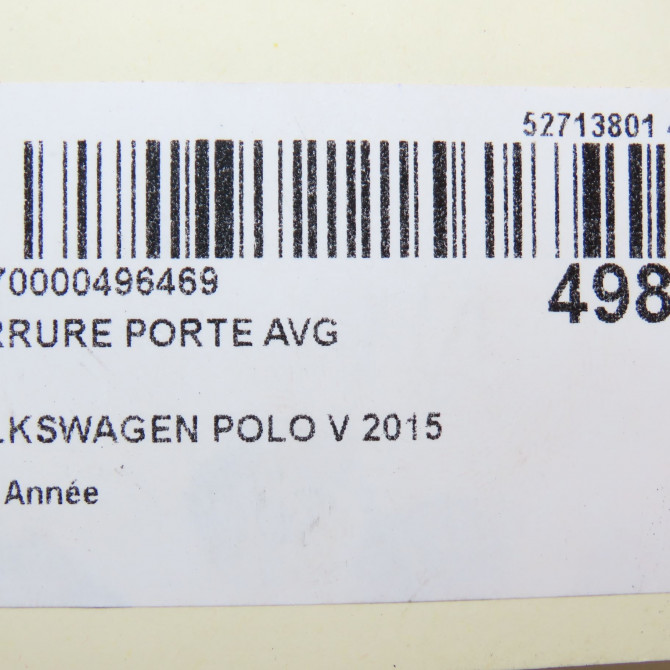 52713801
70000496469
498
RRURE PORTE AVG
LKSWAGEN POLO V 2015
Année